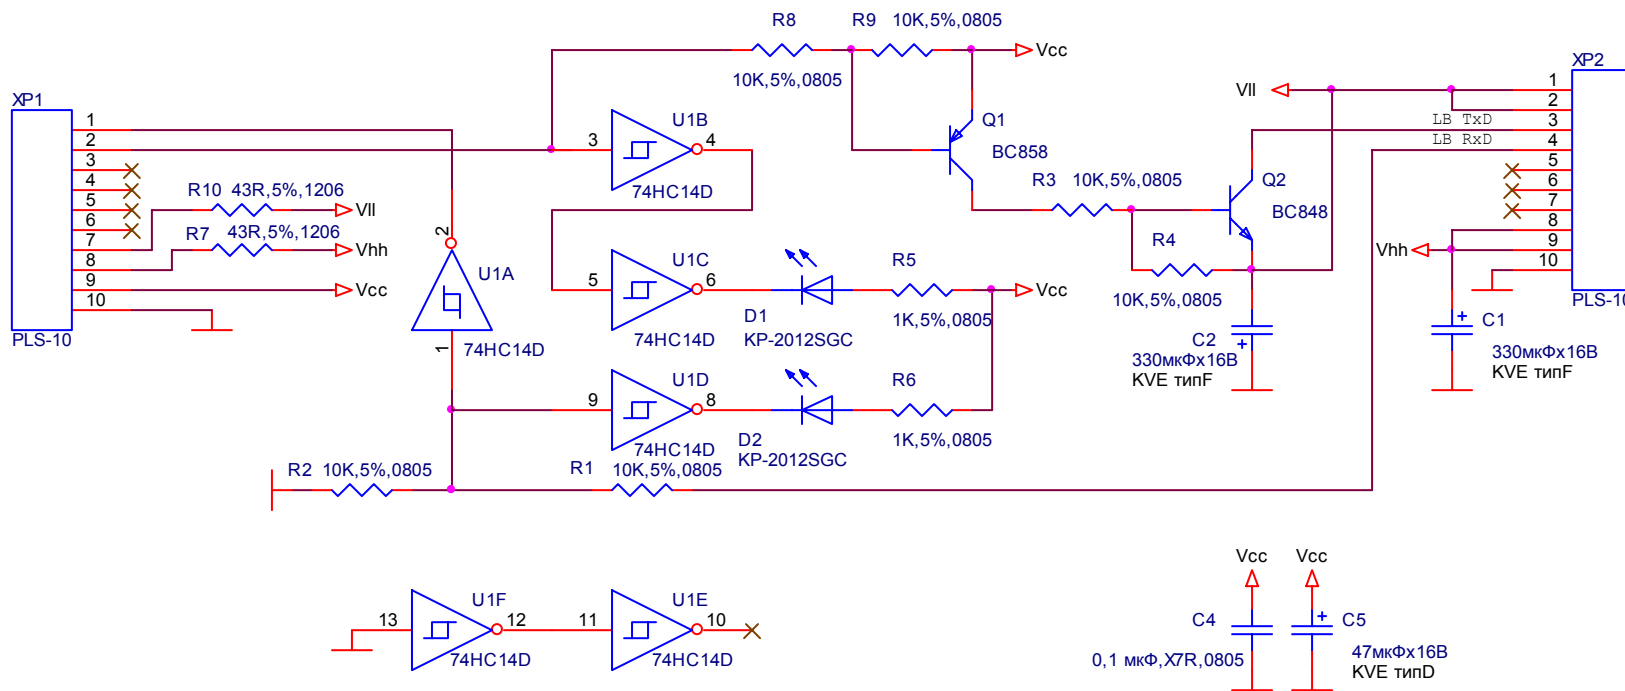 R8
R9 10K,5%,0805
Vcc
10K,5%,0805
XP1
1
2
3
4
5
6
7
8
9
10
PLS-10
R10 43R,5%,1206
Vll
R7 43R,5%,1206
Vhh
Vcc
2
U1A
1
74HC14D
U1B
3
4
74HC14D
U1C
5
6
74HC14D
D1
KP-2012SGC
R5
1K,5%,0805
Vcc
U1D
9
8
74HC14D
D2
KP-2012SGC
R6
1K,5%,0805
R2 10K,5%,0805
R1 10K,5%,0805
Q1
BC858
R3 10K,5%,0805
Q2
BC848
R4
10K,5%,0805
C2
+
330мкФх16В
KVE типF
Vll
LB TxD
LB RxD
Vhh
XP2
1
2
3
4
5
6
7
8
9
10
PLS-10
+
C1
330мкФх16В
KVE типF
U1F
13
12
74HC14D
U1E
11
10
74HC14D
Vcc
Vcc
C4
0,1 мкФ,X7R,0805
+
C5
47мкФх16В
KVE типD